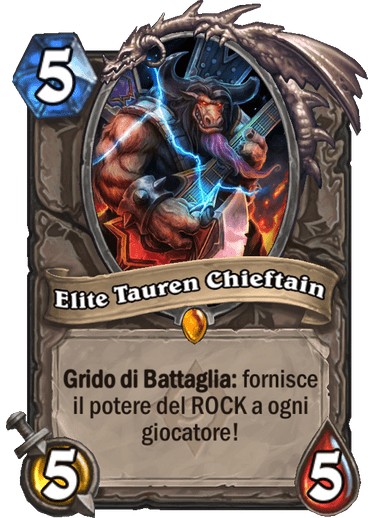 5
Elite Tauren Chieftain
Grido di Battaglia: fornisce
il potere del ROCK a ogni
giocatore!
5
5